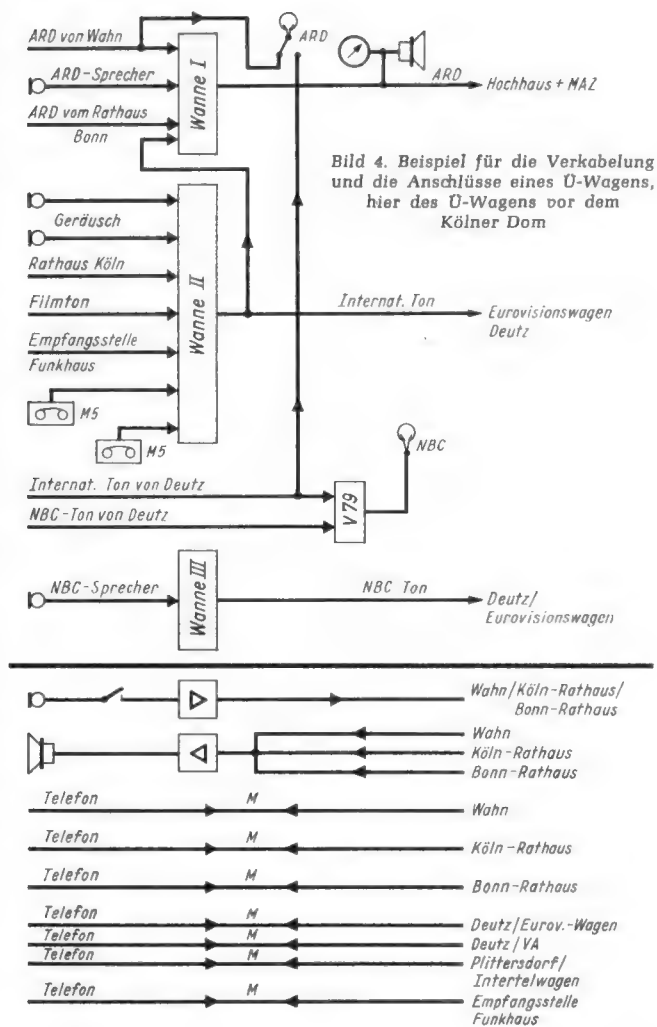 ARD von Wahn
ARD
ARD-Sprecher
Wanne I
ARD
Hochhaus + MAZ
ARD vom Rathaus
Bonn
Bild 4. Beispiel für die Verkabelung
und die Anschlüsse eines Ü-Wagens,
hier des Ü-Wagens vor dem
Kölner Dom
Geräusch
Rathaus Köln
Wanne II
Filmton
Internat. Ton
Eurovisionswagen
Deutz
Empfangsstelle
Funkhaus
M5
M5
NBC
Internat. Ton von Deutz
V 79
NBC-Ton von Deutz
NBC-Sprecher
Wanne III
NBC Ton
Deutz/
Eurovisionswagen
Wahn/Köln-Rathaus/
Bonn-Rathaus
Wahn
Köln-Rathaus
Bonn-Rathaus
Telefon M Wahn
Telefon M Köln-Rathaus
Telefon M Bonn-Rathaus
Telefon M Deutz/Eurov.-Wagen
Telefon M Deutz/VA
Telefon M Plittersdorf/
Intertelwagen
Telefon M Empfangsstelle
Funkhaus